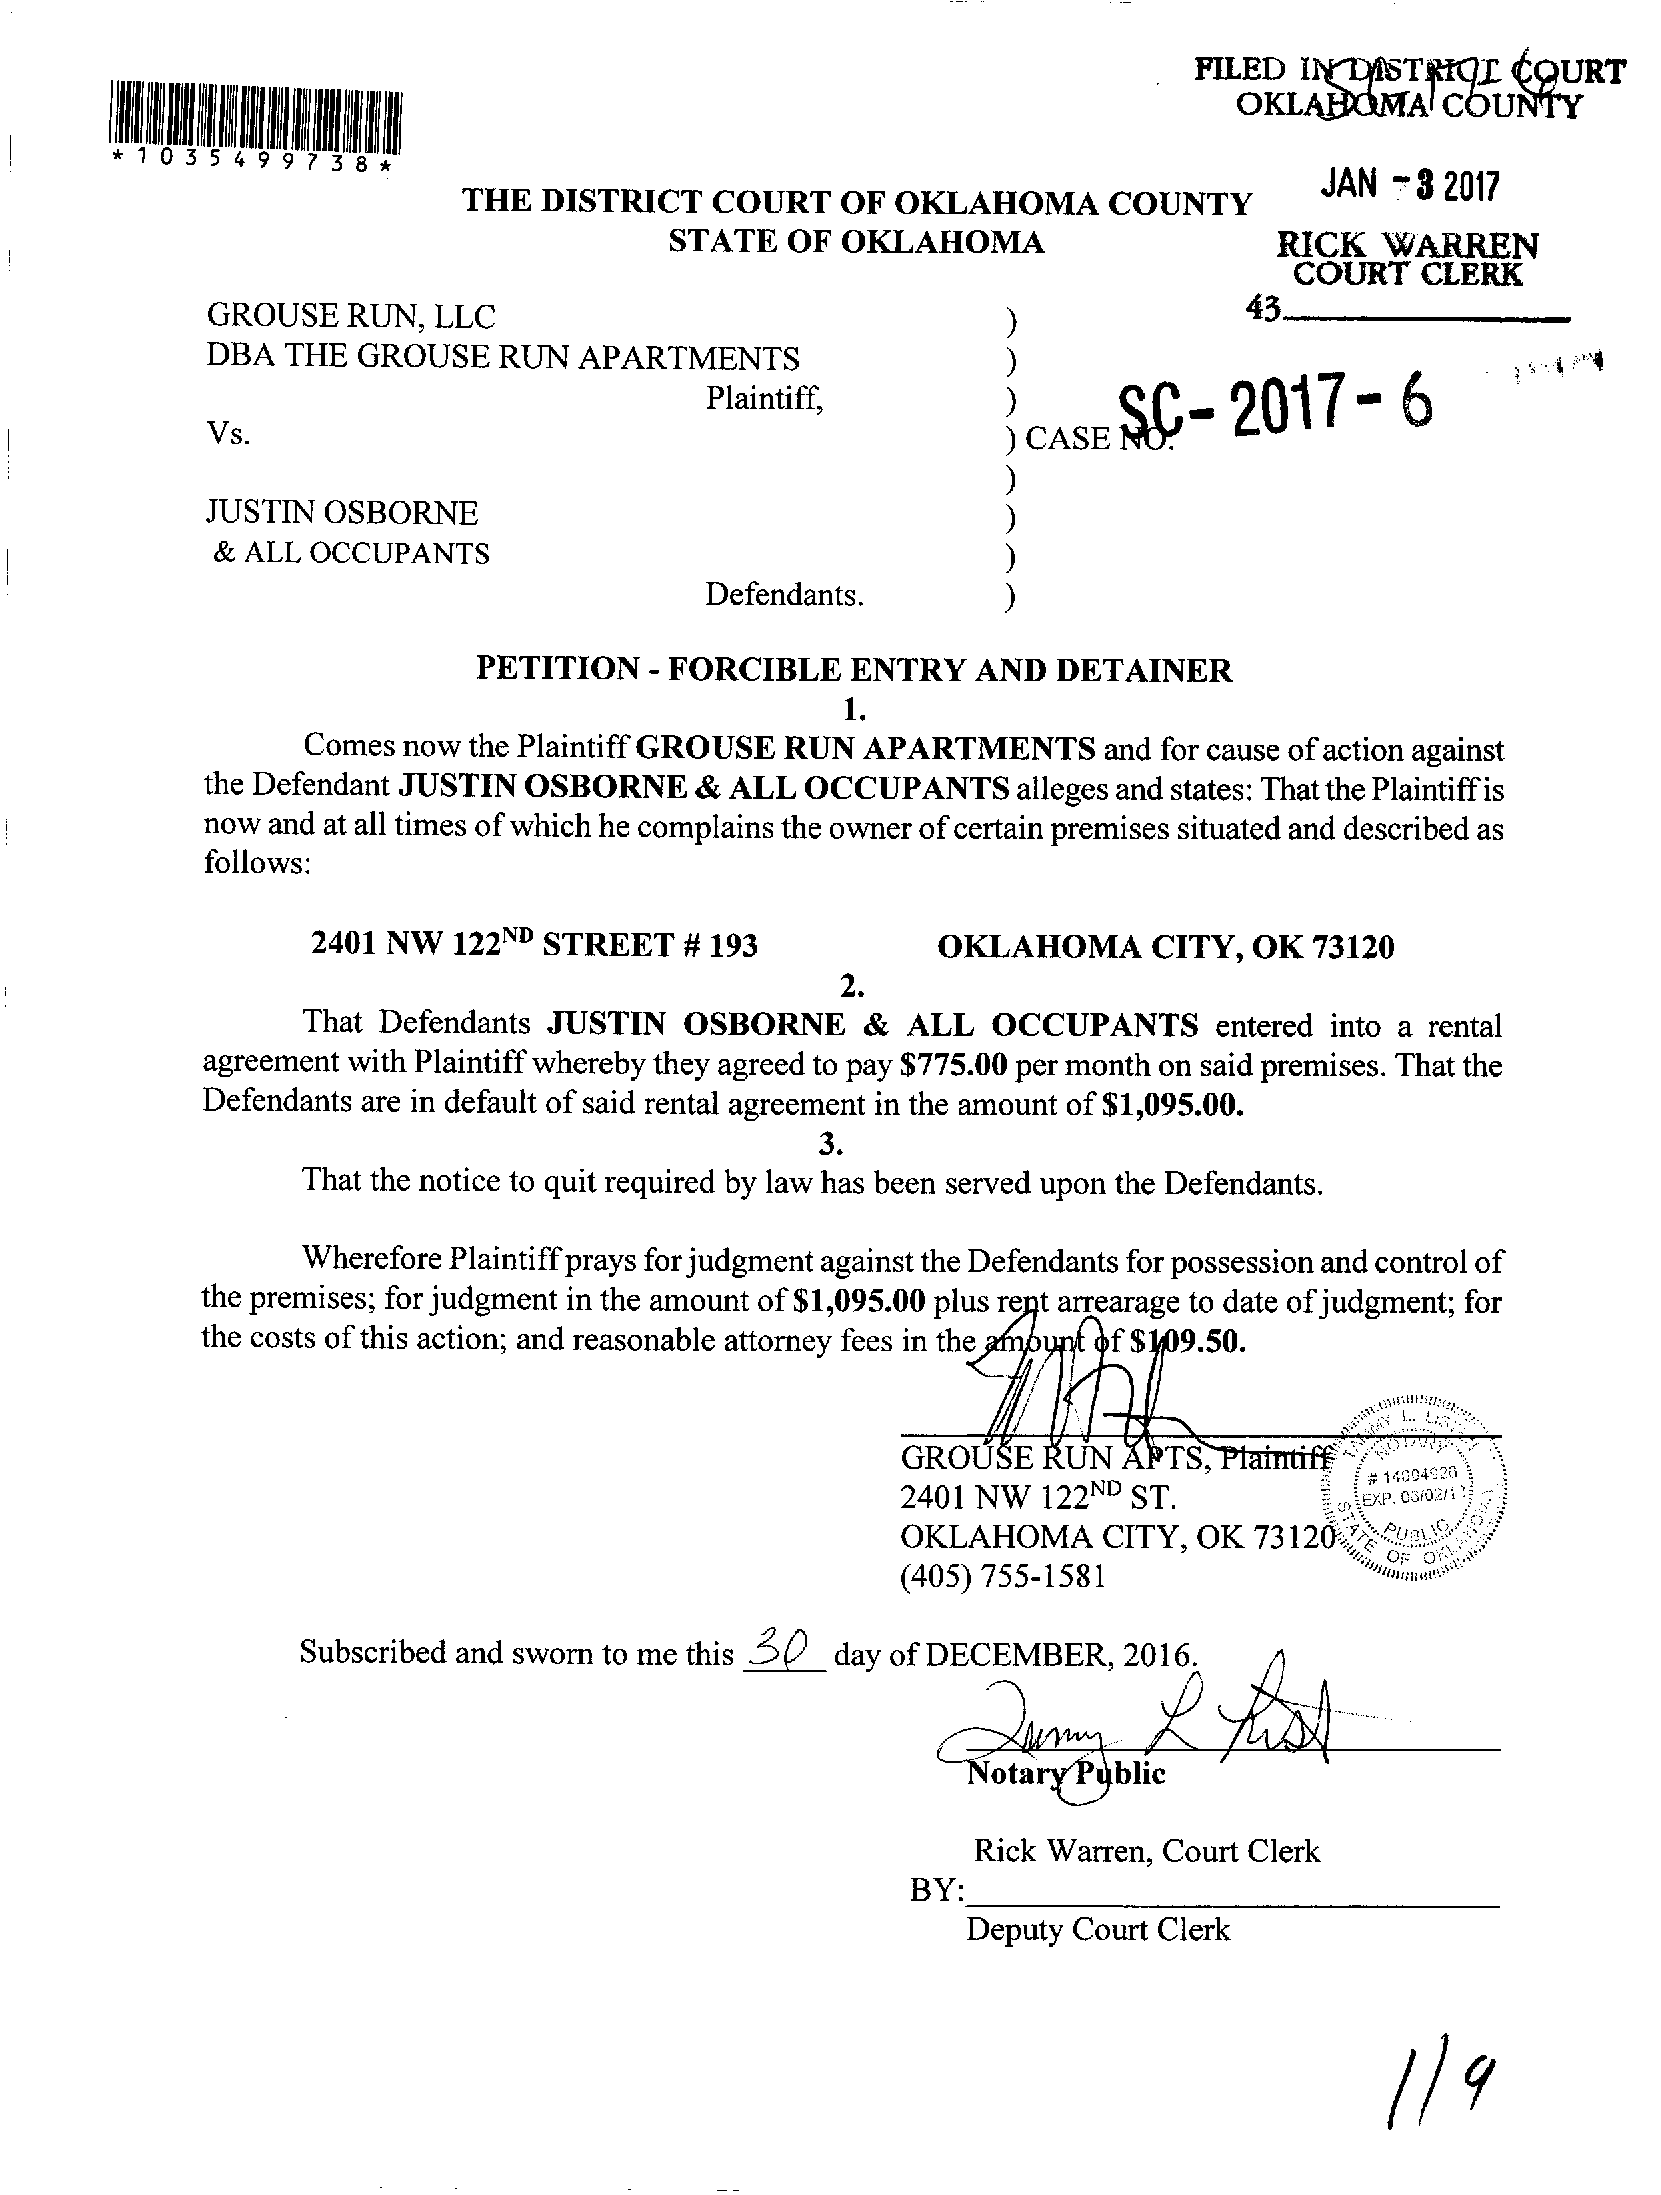 FILED IN DISTRICT COURT
OKLAHOMA COUNTY
*1035499738*
JAN - 3 2017
THE DISTRICT COURT OF OKLAHOMA COUNTY
STATE OF OKLAHOMA
RICK WARREN
COURT CLERK
43
GROUSE RUN, LLC )
DBA THE GROUSE RUN APARTMENTS )
Plaintiff, )
Vs. ) CASE NO. SC-2017-6
)
JUSTIN OSBORNE )
& ALL OCCUPANTS )
Defendants. )
PETITION - FORCIBLE ENTRY AND DETAINER
1.
Comes now the Plaintiff GROUSE RUN APARTMENTS and for cause of action against
the Defendant JUSTIN OSBORNE & ALL OCCUPANTS alleges and states: That the Plaintiff is
now and at all times of which he complains the owner of certain premises situated and described as
follows:
2401 NW 122ND STREET # 193 OKLAHOMA CITY, OK 73120
2.
That Defendants JUSTIN OSBORNE & ALL OCCUPANTS entered into a rental
agreement with Plaintiff whereby they agreed to pay $775.00 per month on said premises. That the
Defendants are in default of said rental agreement in the amount of $1,095.00.
3.
That the notice to quit required by law has been served upon the Defendants.
Wherefore Plaintiff prays for judgment against the Defendants for possession and control of
the premises; for judgment in the amount of $1,095.00 plus rent arrearage to date of judgment; for
the costs of this action; and reasonable attorney fees in the amount of $109.50.
GROUSE RUN APTS, Plaintiff
2401 NW 122ND ST.
OKLAHOMA CITY, OK 73120
(405) 755-1581
NOTARY
PUBLIC
STATE OF OKLAHOMA
Subscribed and sworn to me this 30 day of DECEMBER, 2016.
Notary Public
Rick Warren, Court Clerk
BY:
Deputy Court Clerk
1/9